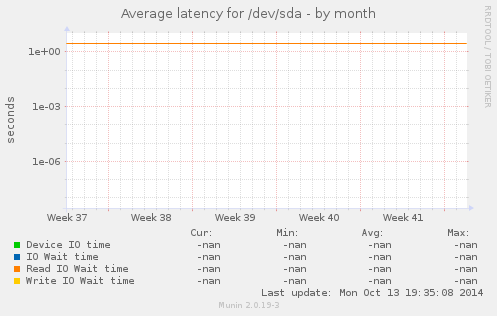 Average latency for /dev/sda - by month
RRDTOOL / TOBI OETIKER
seconds
1e+00
1e-03
1e-06
Week 37 Week 38 Week 39 Week 40 Week 41
Cur: Min: Avg: Max:
Device IO time -nan -nan -nan -nan
IO Wait time -nan -nan -nan -nan
Read IO Wait time -nan -nan -nan -nan
Write IO Wait time -nan -nan -nan -nan
Last update: Mon Oct 13 19:35:08 2014
Munin 2.0.19-3